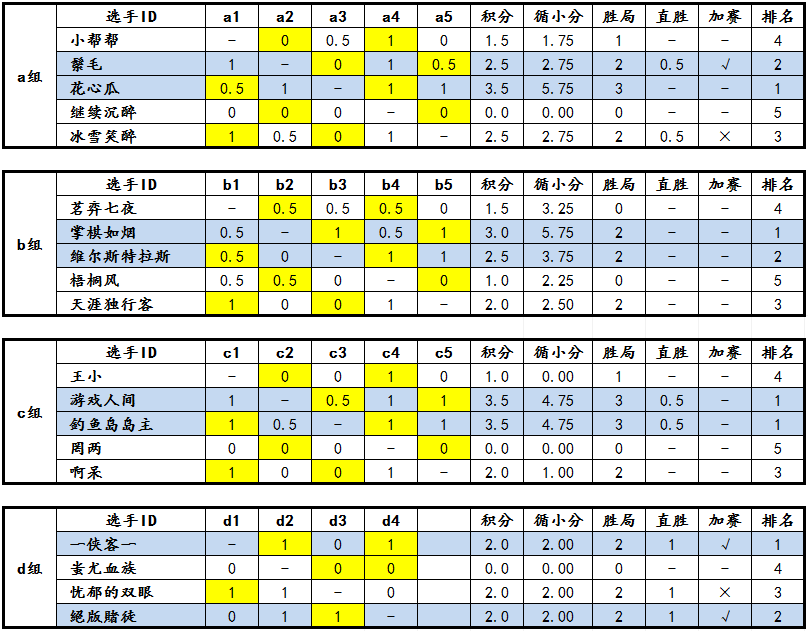 选手ID a1 a2 a3 a4 a5 积分 循小分 胜局 直胜 加赛 排名
a组
小帮帮 - 0 0.5 1 0 1.5 1.75 1 - - 4
鬃毛 1 - 0 1 0.5 2.5 2.75 2 0.5 √ 2
花心瓜 0.5 1 - 1 1 3.5 5.75 3 - - 1
继续沉醉 0 0 0 - 0 0.0 0.00 0 - - 5
冰雪笑醉 1 0.5 0 1 - 2.5 2.75 2 0.5 × 3
选手ID b1 b2 b3 b4 b5 积分 循小分 胜局 直胜 加赛 排名
b组
茗弈七夜 - 0.5 0.5 0.5 0 1.5 3.25 0 - - 4
掌棋如烟 0.5 - 1 0.5 1 3.0 5.75 2 - - 1
维尔斯特拉斯 0.5 0 - 1 1 2.5 3.75 2 - - 2
梧桐风 0.5 0.5 0 - 0 1.0 2.25 0 - - 5
天涯独行客 1 0 0 1 - 2.0 2.50 2 - - 3
选手ID c1 c2 c3 c4 c5 积分 循小分 胜局 直胜 加赛 排名
c组
王小 - 0 0 1 0 1.0 0.00 1 - - 4
游戏人间 1 - 0.5 1 1 3.5 4.75 3 0.5 - 1
钓鱼岛岛主 1 0.5 - 1 1 3.5 4.75 3 0.5 - 1
罔两 0 0 0 - 0 0.0 0.00 0 - - 5
啊呆 1 0 0 1 - 2.0 1.00 2 - - 3
选手ID d1 d2 d3 d4 积分 循小分 胜局 直胜 加赛 排名
d组
一侠客一 - 1 0 1 2.0 2.00 2 1 √ 1
蚩尤血族 0 - 0 0 0.0 0.00 0 - - 4
忧郁的双眼 1 1 - 0 2.0 2.00 2 1 × 3
絕版赌徒 0 1 1 - 2.0 2.00 2 1 √ 2